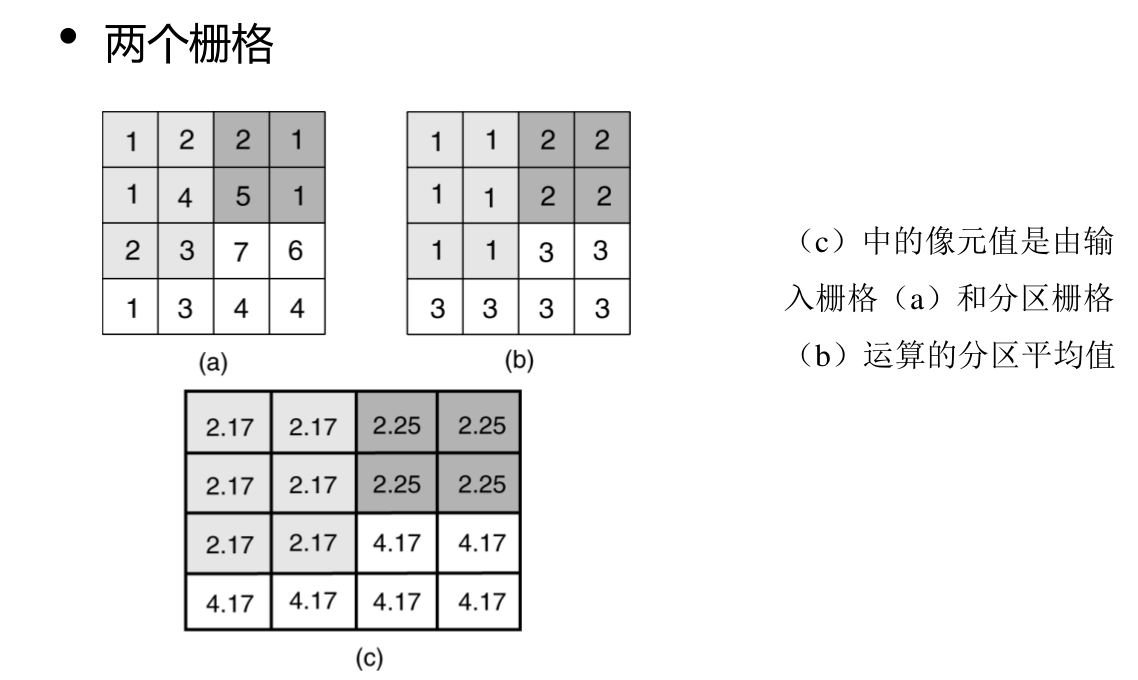 • 两个栅格
1 2 2 1
1 4 5 1
2 3 7 6
1 3 4 4
(a)
1 1 2 2
1 1 2 2
1 1 3 3
3 3 3 3
(b)
（c）中的像元值是由输
入栅格（a）和分区栅格
（b）运算的分区平均值
2.17 2.17 2.25 2.25
2.17 2.17 2.25 2.25
2.17 2.17 4.17 4.17
4.17 4.17 4.17 4.17
(c)